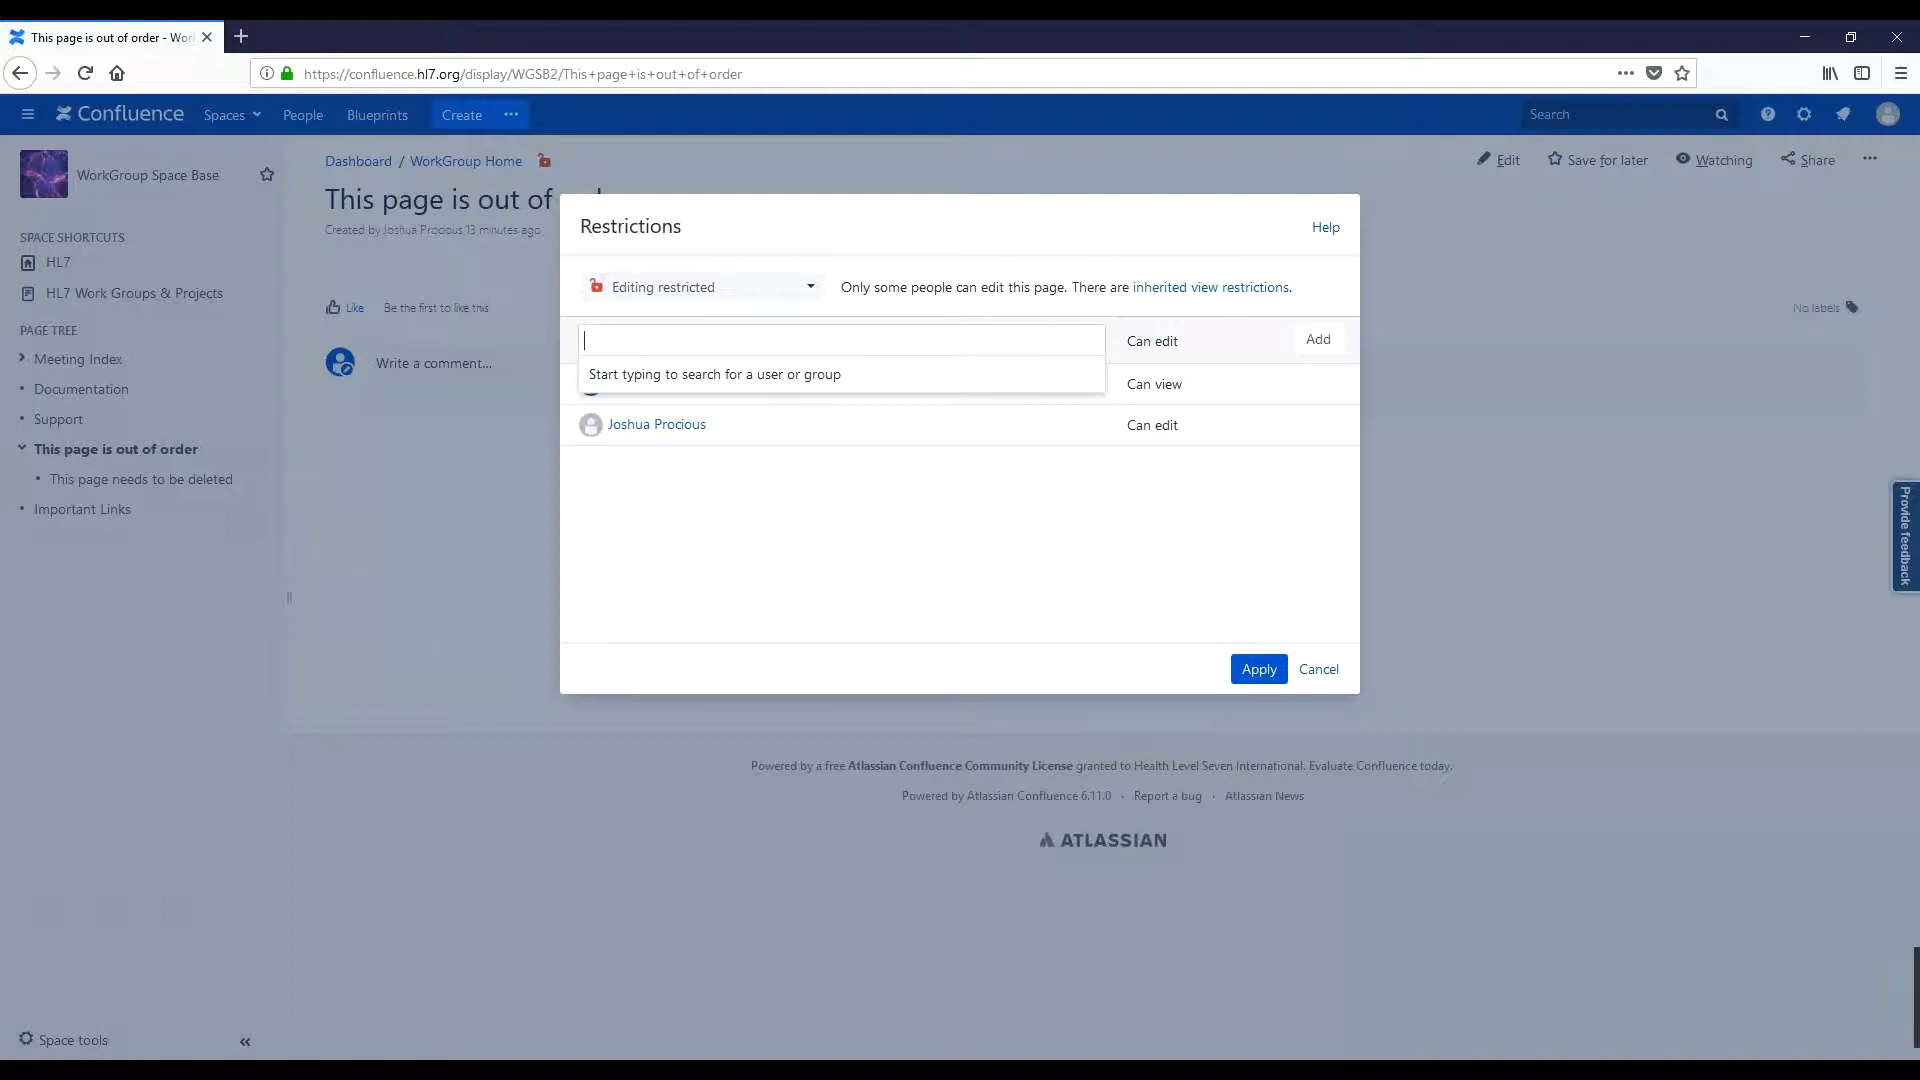 This page is out of order - Wor
https://confluence.hl7.org/display/WGSB2/This+page+is+out+of+order
Confluence Spaces People Blueprints Create ••• Search
WorkGroup Space Base
SPACE SHORTCUTS
HL7
HL7 Work Groups & Projects
PAGE TREE
Meeting Index
Documentation
Support
This page is out of order
This page needs to be deleted
Important Links
Space tools
Dashboard / WorkGroup Home
Edit Save for later Watching Share •••
This page is out of
Created by Joshua Procious 13 minutes ago
Like Be the first to like this
No labels
Write a comment...
Restrictions
Help
Editing restricted
Only some people can edit this page. There are inherited view restrictions.
Can edit Add
Start typing to search for a user or group
Can view
Joshua Procious Can edit
Apply Cancel
Provide feedback
Powered by a free Atlassian Confluence Community License granted to Health Level Seven International. Evaluate Confluence today.
Powered by Atlassian Confluence 6.11.0 · Report a bug · Atlassian News
ATLASSIAN